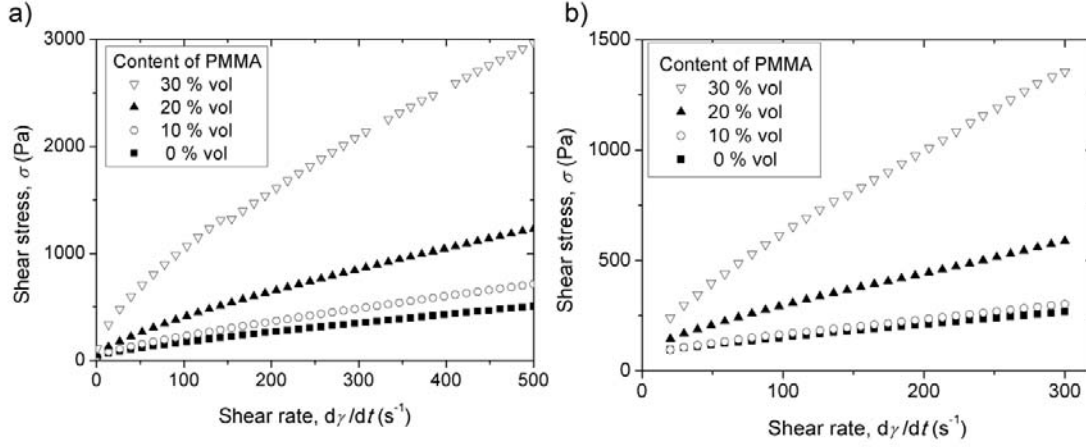 a)
3000
2000
1000
0
Shear stress, σ (Pa)
Content of PMMA
30 % vol
20 % vol
10 % vol
0 % vol
0 100 200 300 400 500
Shear rate, dγ/dt (s⁻¹)
b)
1500
1000
500
0
Shear stress, σ (Pa)
Content of PMMA
30 % vol
20 % vol
10 % vol
0 % vol
0 100 200 300
Shear rate, dγ/dt (s⁻¹)